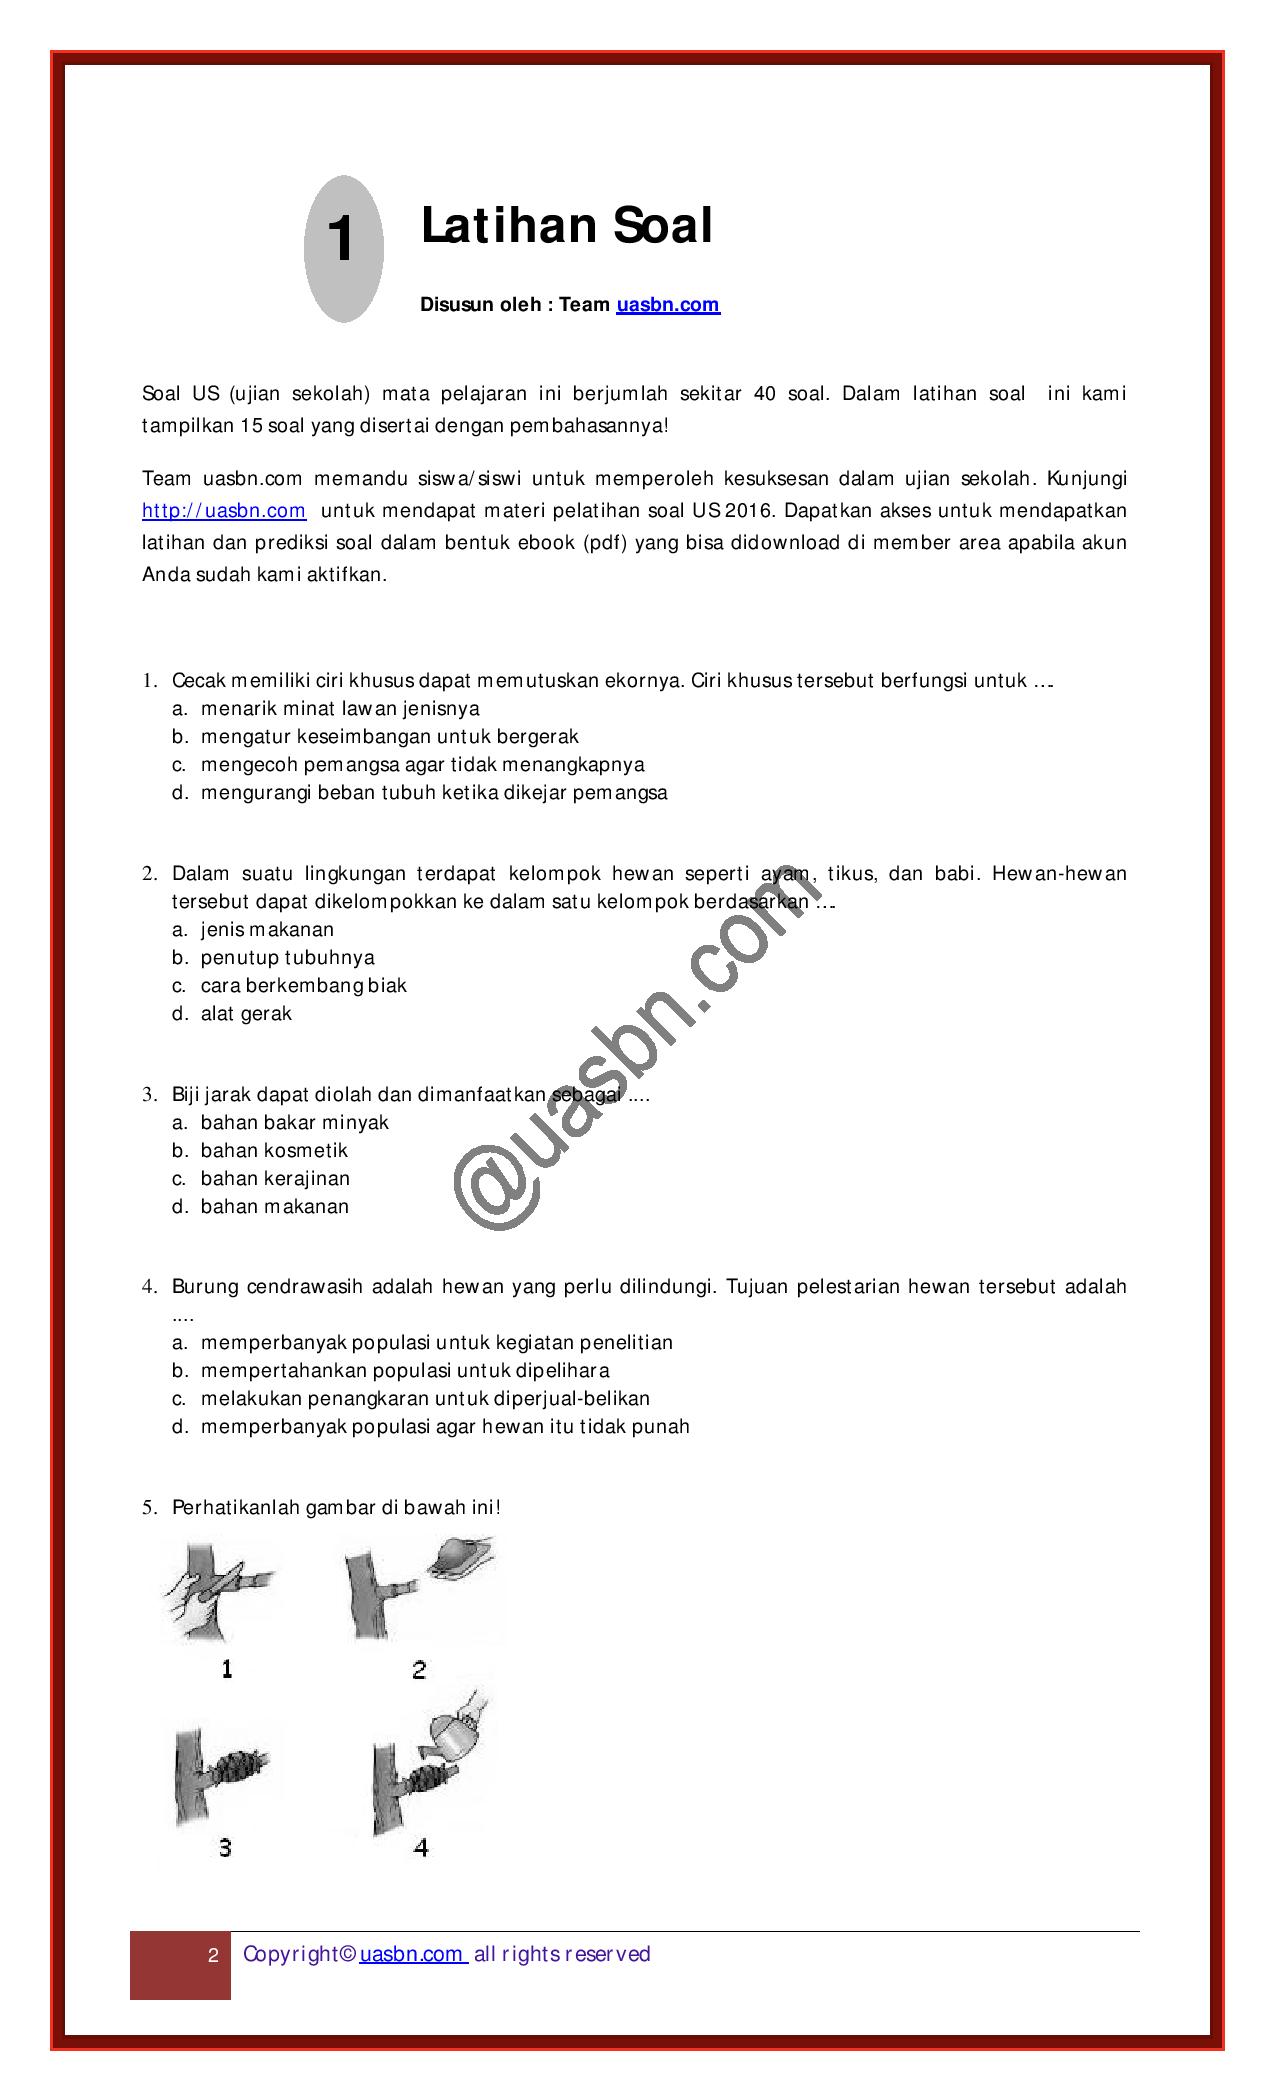 1
Latihan Soal
Disusun oleh : Team uasbn.com
Soal US (ujian sekolah) mata pelajaran ini berjumlah sekitar 40 soal. Dalam latihan soal ini kami
tampilkan 15 soal yang disertai dengan pembahasannya!
Team uasbn.com memandu siswa/siswi untuk memperoleh kesuksesan dalam ujian sekolah. Kunjungi
http://uasbn.com untuk mendapat materi pelatihan soal US 2016. Dapatkan akses untuk mendapatkan
latihan dan prediksi soal dalam bentuk ebook (pdf) yang bisa didownload di member area apabila akun
Anda sudah kami aktifkan.
1. Cecak memiliki ciri khusus dapat memutuskan ekornya. Ciri khusus tersebut berfungsi untuk ….
a. menarik minat lawan jenisnya
b. mengatur keseimbangan untuk bergerak
c. mengecoh pemangsa agar tidak menangkapnya
d. mengurangi beban tubuh ketika dikejar pemangsa
2. Dalam suatu lingkungan terdapat kelompok hewan seperti ayam, tikus, dan babi. Hewan-hewan
tersebut dapat dikelompokkan ke dalam satu kelompok berdasarkan ….
a. jenis makanan
b. penutup tubuhnya
c. cara berkembang biak
d. alat gerak
3. Biji jarak dapat diolah dan dimanfaatkan sebagai ....
a. bahan bakar minyak
b. bahan kosmetik
c. bahan kerajinan
d. bahan makanan
@uasbn.com
4. Burung cendrawasih adalah hewan yang perlu dilindungi. Tujuan pelestarian hewan tersebut adalah
....
a. memperbanyak populasi untuk kegiatan penelitian
b. mempertahankan populasi untuk dipelihara
c. melakukan penangkaran untuk diperjual-belikan
d. memperbanyak populasi agar hewan itu tidak punah
5. Perhatikanlah gambar di bawah ini!
1 2
3 4
2 Copyright© uasbn.com all rights reserved